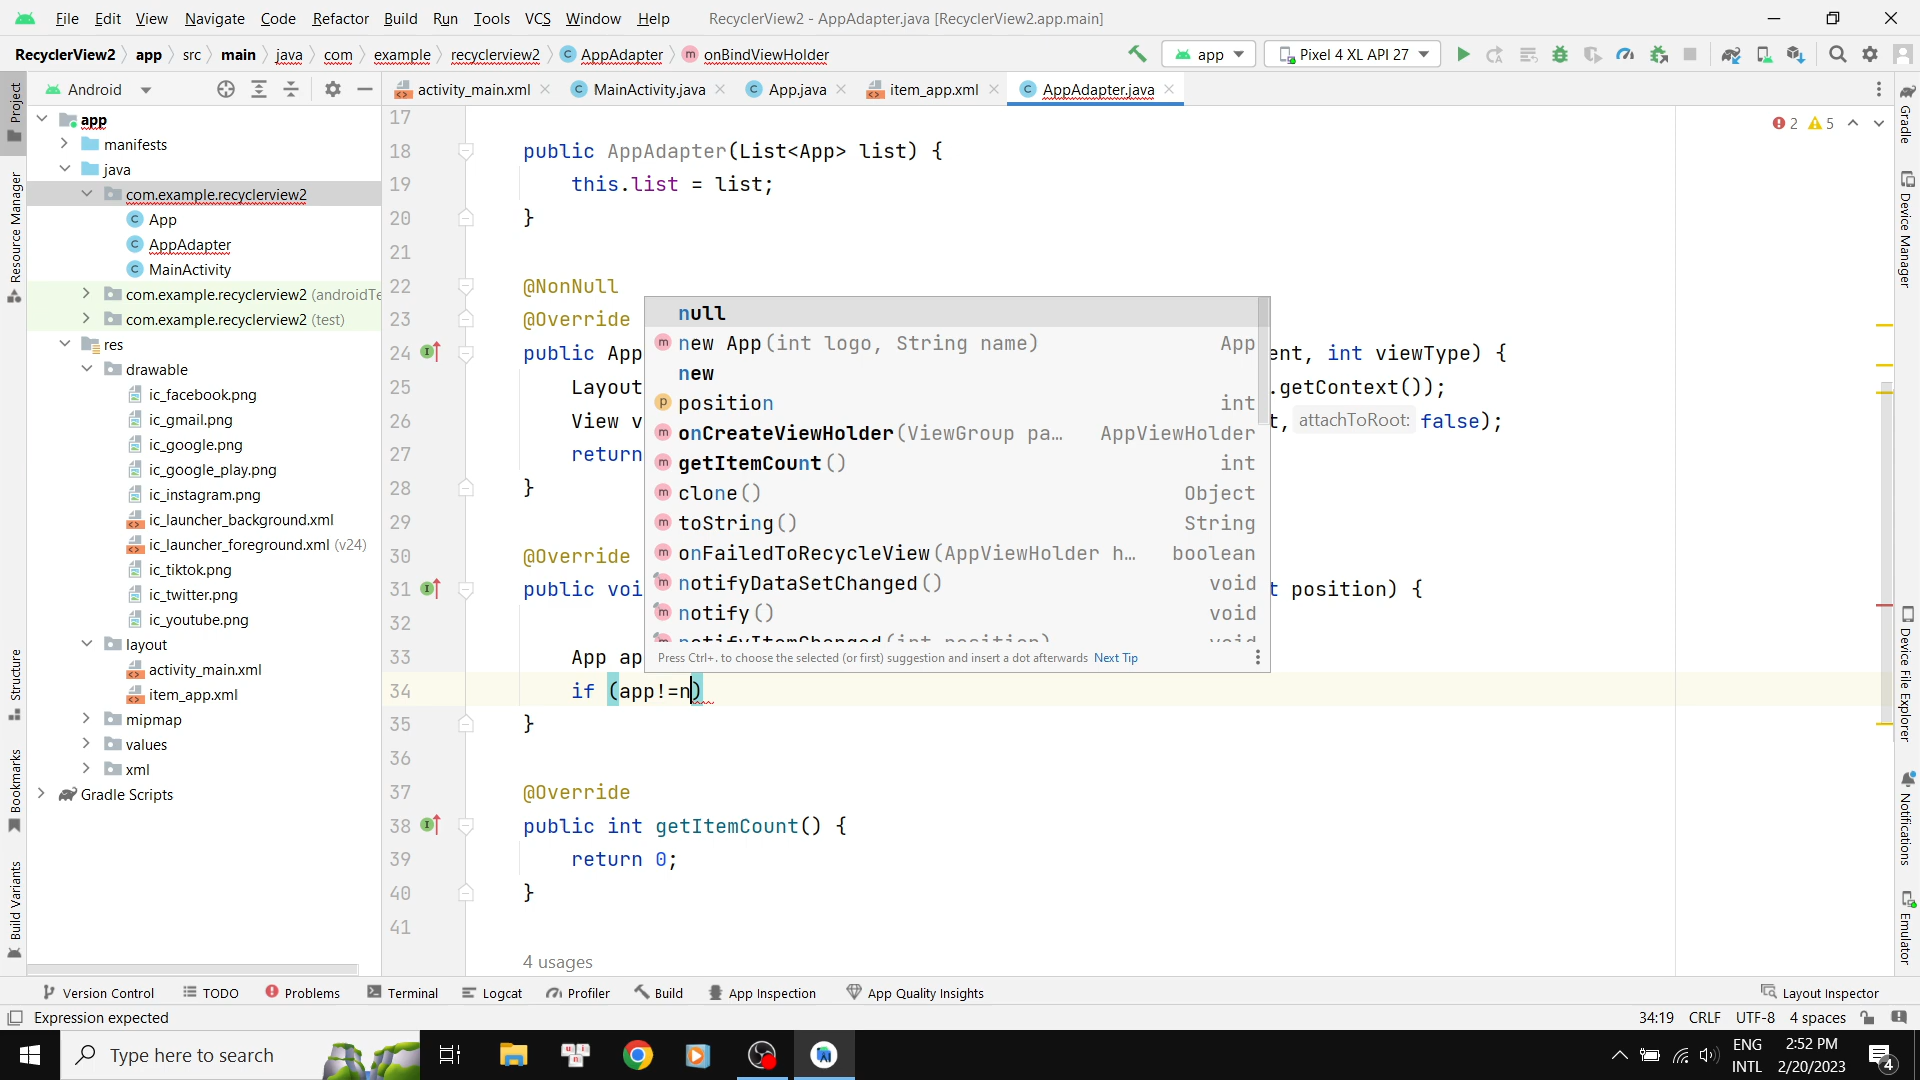 File Edit View Navigate Code Refactor Build Run Tools VCS Window Help RecyclerView2 - AppAdapter.java [RecyclerView2.app.main]
RecyclerView2 app src main java com example recyclerview2 AppAdapter onBindViewHolder app Pixel 4 XL API 27
Project Android activity_main.xml MainActivity.java App.java item_app.xml AppAdapter.java Gradle
app
manifests
java
com.example.recyclerview2
App
AppAdapter
MainActivity
com.example.recyclerview2 (androidTe
com.example.recyclerview2 (test)
res
drawable
ic_facebook.png
ic_gmail.png
ic_google.png
ic_google_play.png
ic_instagram.png
ic_launcher_background.xml
ic_launcher_foreground.xml (v24)
ic_tiktok.png
ic_twitter.png
ic_youtube.png
layout
activity_main.xml
item_app.xml
mipmap
values
xml
Gradle Scripts
Resource Manager
Structure
Bookmarks
Build Variants
2 5
17
18 public AppAdapter(List<App> list) {
19 this.list = list;
20 }
21
22 @NonNull
23 @Override
24 public App ent, int viewType) {
25 Layout .getContext());
26 View v t, attachToRoot: false);
27 return
28 }
29
30 @Override
31 public voi t position) {
32
33 App ap
34 if (app!=n)
35 }
36
37 @Override
38 public int getItemCount() {
39 return 0;
40 }
41
4 usages
null
new App(int logo, String name) App
new
position int
onCreateViewHolder(ViewGroup pa... AppViewHolder
getItemCount() int
clone() Object
toString() String
onFailedToRecycleView(AppViewHolder h... boolean
notifyDataSetChanged() void
notify() void
notifyItemChanged(int position) void
Press Ctrl+. to choose the selected (or first) suggestion and insert a dot afterwards Next Tip
Device Manager
Device File Explorer
Notifications
Emulator
Version Control TODO Problems Terminal Logcat Profiler Build App Inspection App Quality Insights Layout Inspector
Expression expected 34:19 CRLF UTF-8 4 spaces
Type here to search ENG 2:52 PM
INTL 2/20/2023 4